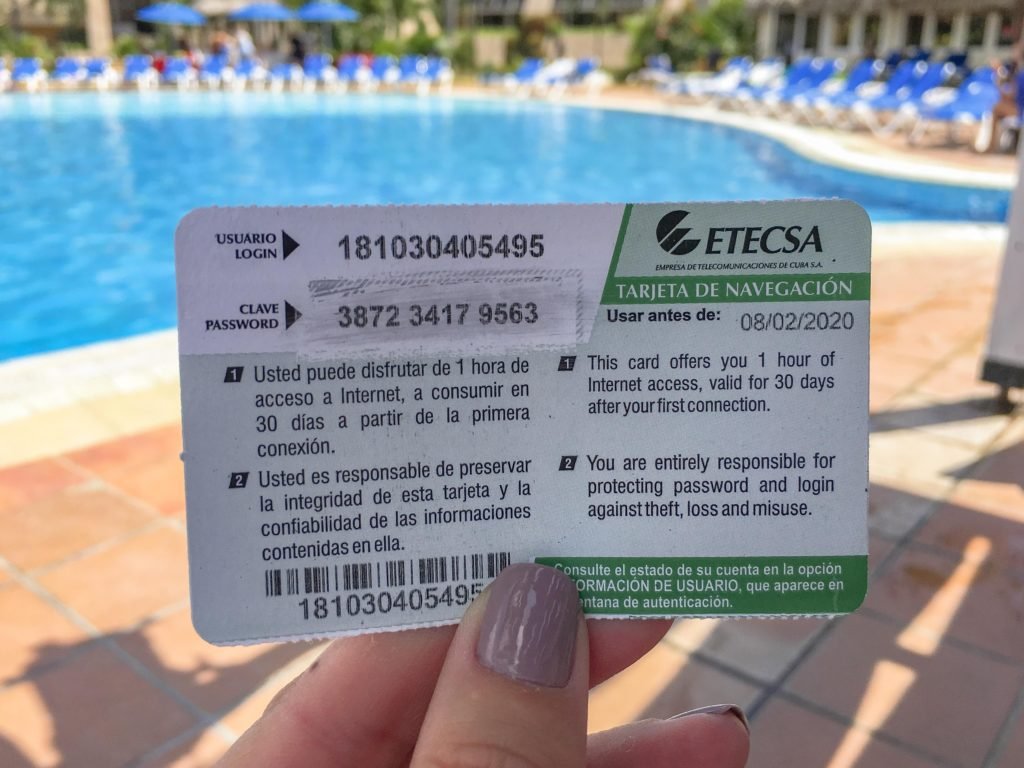 USUARIO
LOGIN
181030405495
CLAVE
PASSWORD
3872 3417 9563
ETECSA
EMPRESA DE TELECOMUNICACIONES DE CUBA S.A.
TARJETA DE NAVEGACIÓN
Usar antes de: 08/02/2020
1 Usted puede disfrutar de 1 hora de
acceso a Internet, a consumir en
30 días a partir de la primera
conexión.
2 Usted es responsable de preservar
la integridad de esta tarjeta y la
confiabilidad de las informaciones
contenidas en ella.
181030405495
1 This card offers you 1 hour of
Internet access, valid for 30 days
after your first connection.
2 You are entirely responsible for
protecting password and login
against theft, loss and misuse.
Consulte el estado de su cuenta en la opción
FORMACIÓN DE USUARIO, que aparece en
entana de autenticación.